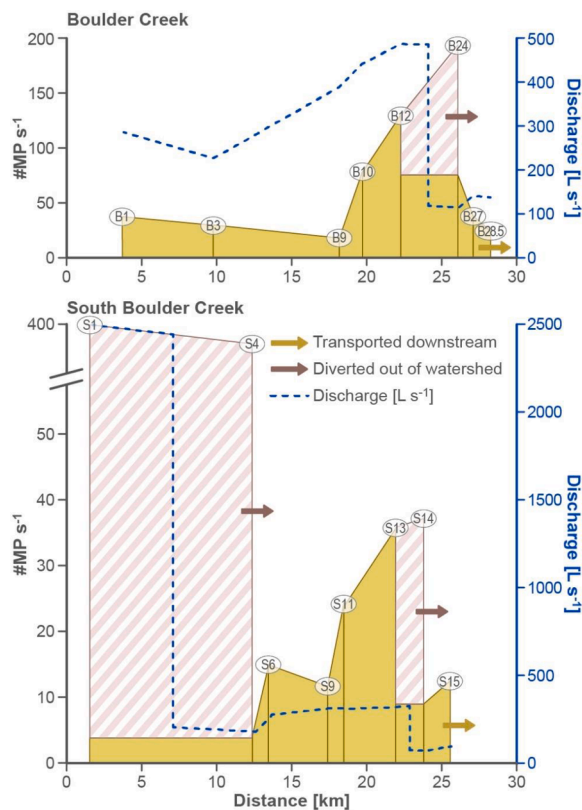 Boulder Creek
200
150
100
50
0
#MP s⁻¹
B1
B3
B9
B10
B12
B24
B27
B28.5
500
400
300
200
100
0
Discharge [L s⁻¹]
0 5 10 15 20 25 30
South Boulder Creek
400
50
40
30
20
10
0
#MP s⁻¹
S1
S4
S6
S9
S11
S13
S14
S15
Transported downstream
Diverted out of watershed
Discharge [L s⁻¹]
2500
2000
1500
1000
500
0
Discharge [L s⁻¹]
0 5 10 15 20 25 30
Distance [km]